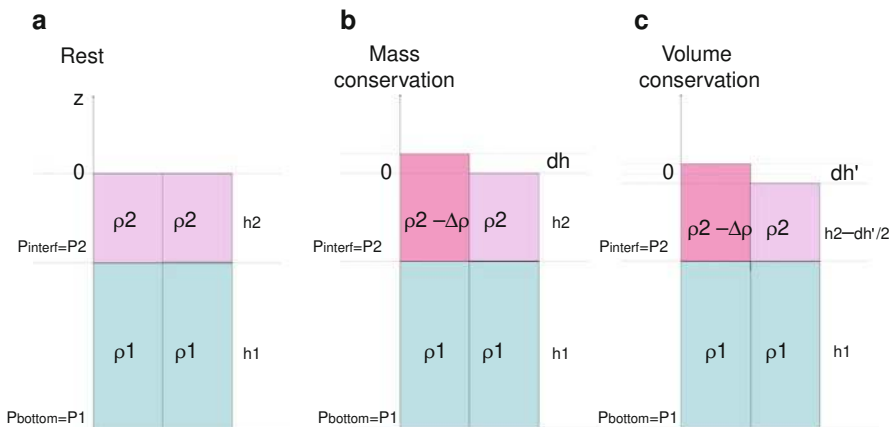 a
Rest
z
0
ρ2 ρ2
h2
Pinterf=P2
ρ1 ρ1
h1
Pbottom=P1
b
Mass
conservation
dh
0
ρ2 –Δρ ρ2
h2
Pinterf=P2
ρ1 ρ1
h1
Pbottom=P1
c
Volume
conservation
0
dh'
ρ2 –Δρ ρ2
h2–dh'/2
Pinterf=P2
ρ1 ρ1
h1
Pbottom=P1